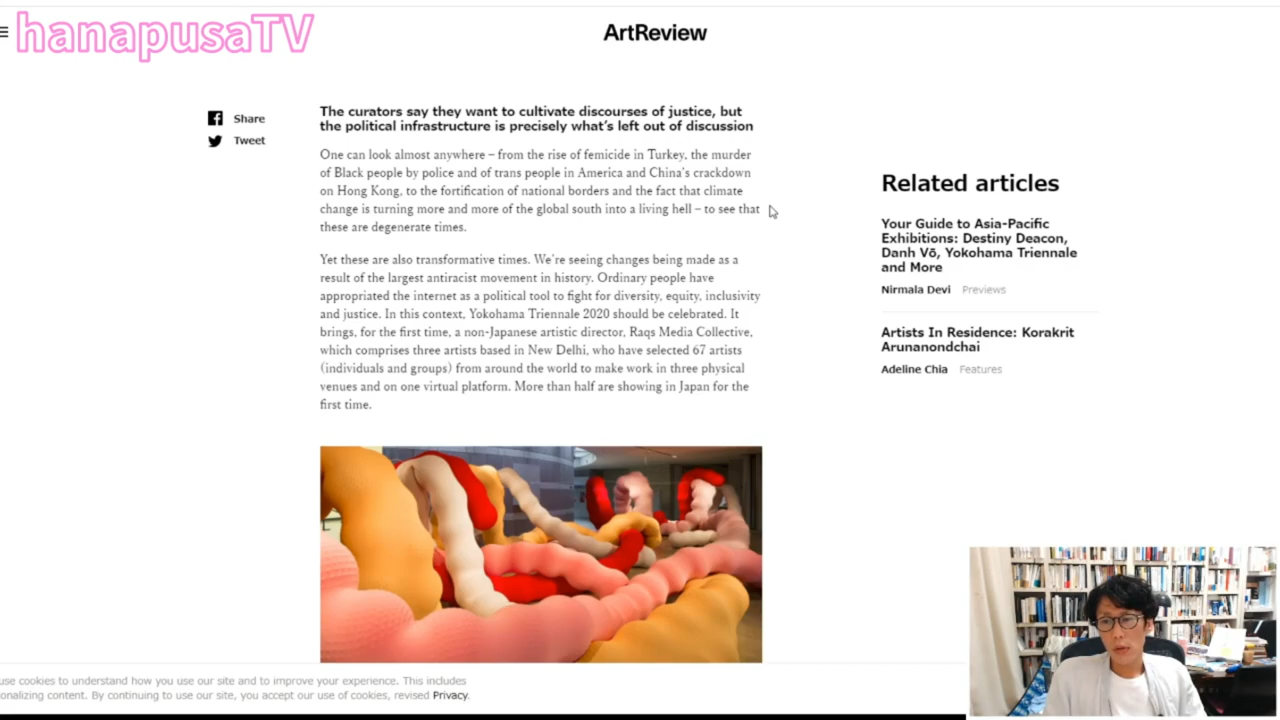 hanapusaTV
ArtReview
Share
Tweet
The curators say they want to cultivate discourses of justice, but
the political infrastructure is precisely what's left out of discussion
One can look almost anywhere – from the rise of femicide in Turkey, the murder
of Black people by police and of trans people in America and China's crackdown
on Hong Kong, to the fortification of national borders and the fact that climate
change is turning more and more of the global south into a living hell – to see that
these are degenerate times.
Yet these are also transformative times. We're seeing changes being made as a
result of the largest antiracist movement in history. Ordinary people have
appropriated the internet as a political tool to fight for diversity, equity, inclusivity
and justice. In this context, Yokohama Triennale 2020 should be celebrated. It
brings, for the first time, a non-Japanese artistic director, Raqs Media Collective,
which comprises three artists based in New Delhi, who have selected 67 artists
(individuals and groups) from around the world to make work in three physical
venues and on one virtual platform. More than half are showing in Japan for the
first time.
Related articles
Your Guide to Asia-Pacific
Exhibitions: Destiny Deacon,
Danh Vō, Yokohama Triennale
and More
Nirmala Devi Previews
Artists In Residence: Korakrit
Arunanondchai
Adeline Chia Features
use cookies to understand how you use our site and to improve your experience. This includes
onalizing content. By continuing to use our site, you accept our use of cookies, revised Privacy.